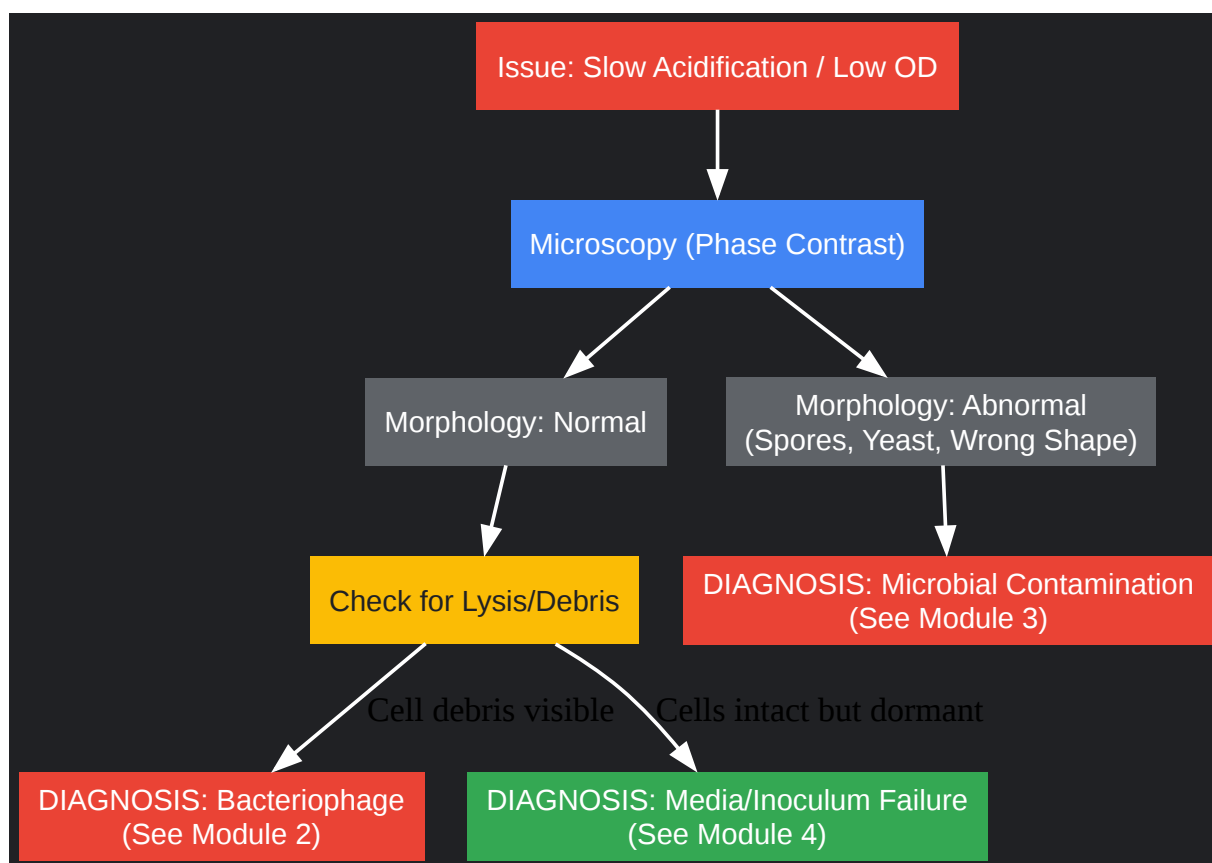 Issue: Slow Acidification / Low OD
Microscopy (Phase Contrast)
Morphology: Normal
Morphology: Abnormal
(Spores, Yeast, Wrong Shape)
Check for Lysis/Debris
DIAGNOSIS: Microbial Contamination
(See Module 3)
Cell debris visible
Cells intact but dormant
DIAGNOSIS: Bacteriophage
(See Module 2)
DIAGNOSIS: Media/Inoculum Failure
(See Module 4)